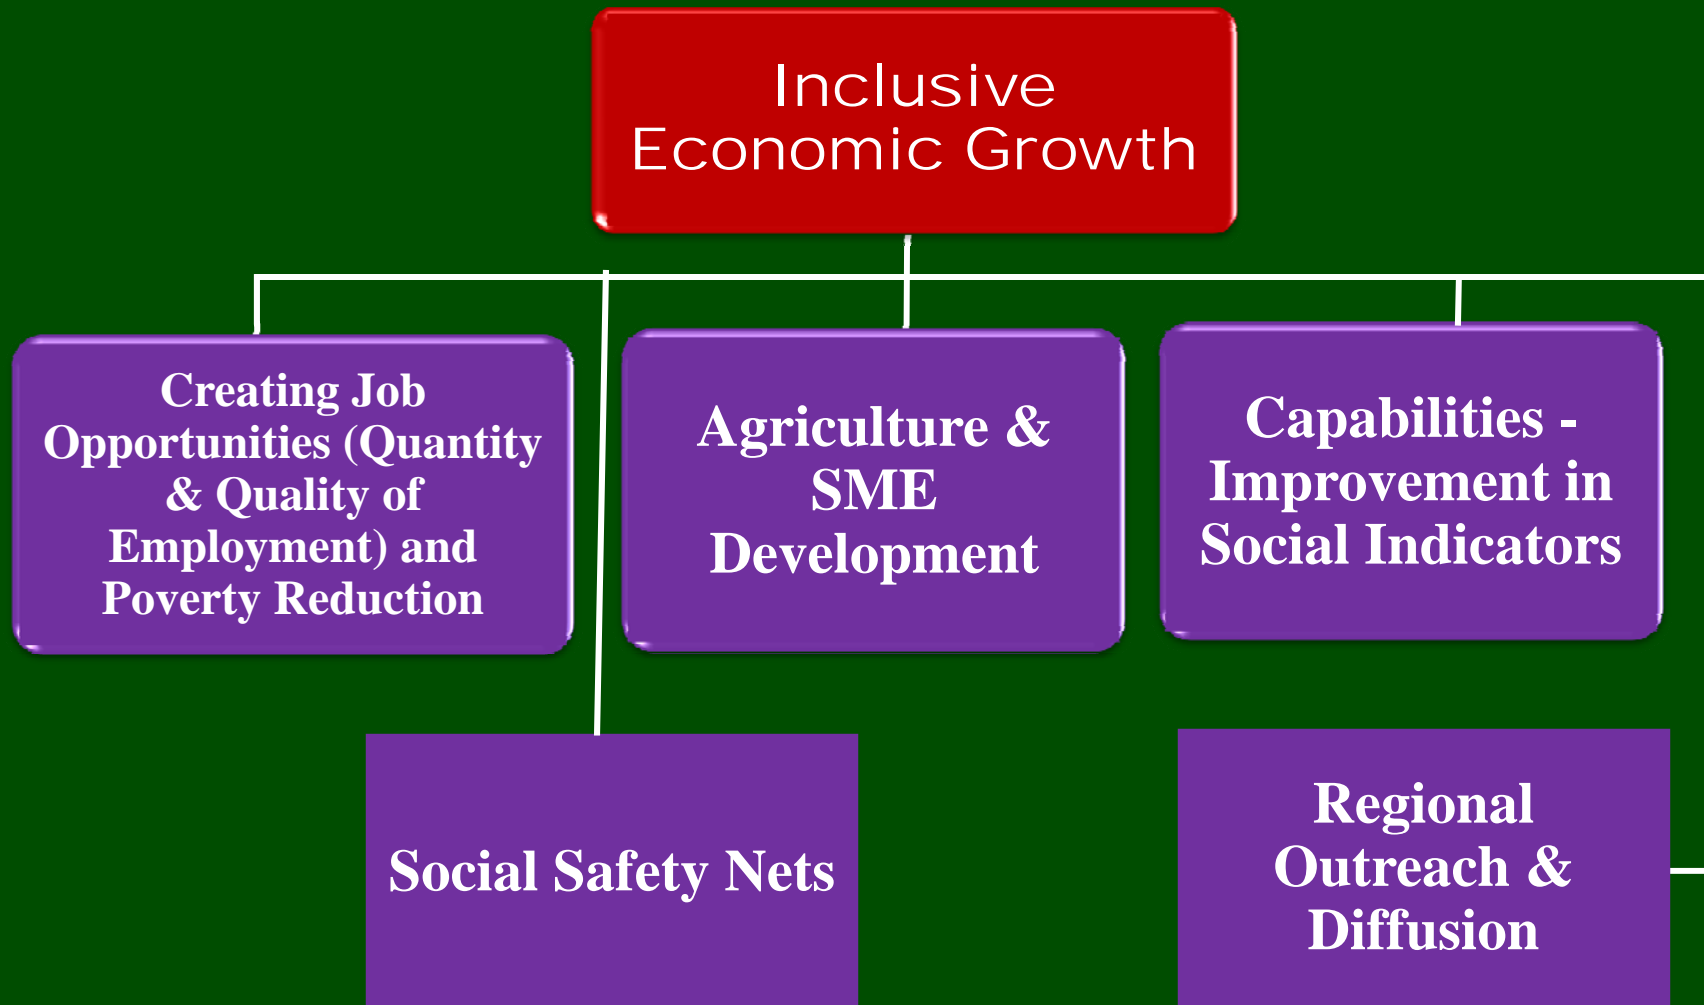 Inclusive
Economic Growth
Creating Job
Opportunities (Quantity
& Quality of
Employment) and
Poverty Reduction
Agriculture &
SME
Development
Capabilities -
Improvement in
Social Indicators
Social Safety Nets
Regional
Outreach &
Diffusion